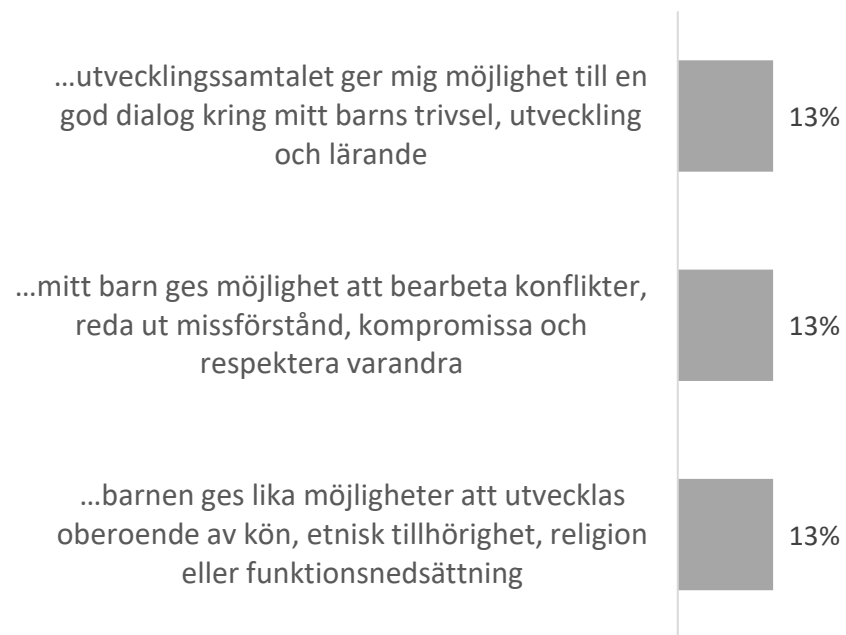 ...utvecklingssamtalet ger mig möjlighet till en
god dialog kring mitt barns trivsel, utveckling
och lärande
13%
...mitt barn ges möjlighet att bearbeta konflikter,
reda ut missförstånd, kompromissa och
respektera varandra
13%
...barnen ges lika möjligheter att utvecklas
oberoende av kön, etnisk tillhörighet, religion
eller funktionsnedsättning
13%